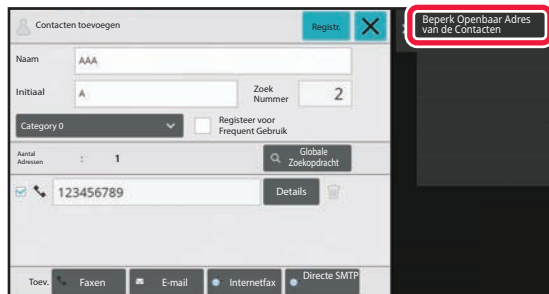 Contacten toevoegen
Registr.
Beperk Openbaar Adres
van de Contacten
Naam
AAA
Initiaal
A
Zoek
Nummer
2
Category 0
Registeer voor
Frequent Gebruik
Aantal
Adressen
:
1
Globale
Zoekopdracht
123456789
Details
Toev.
Faxen
E-mail
Internetfax
Directe SMTP